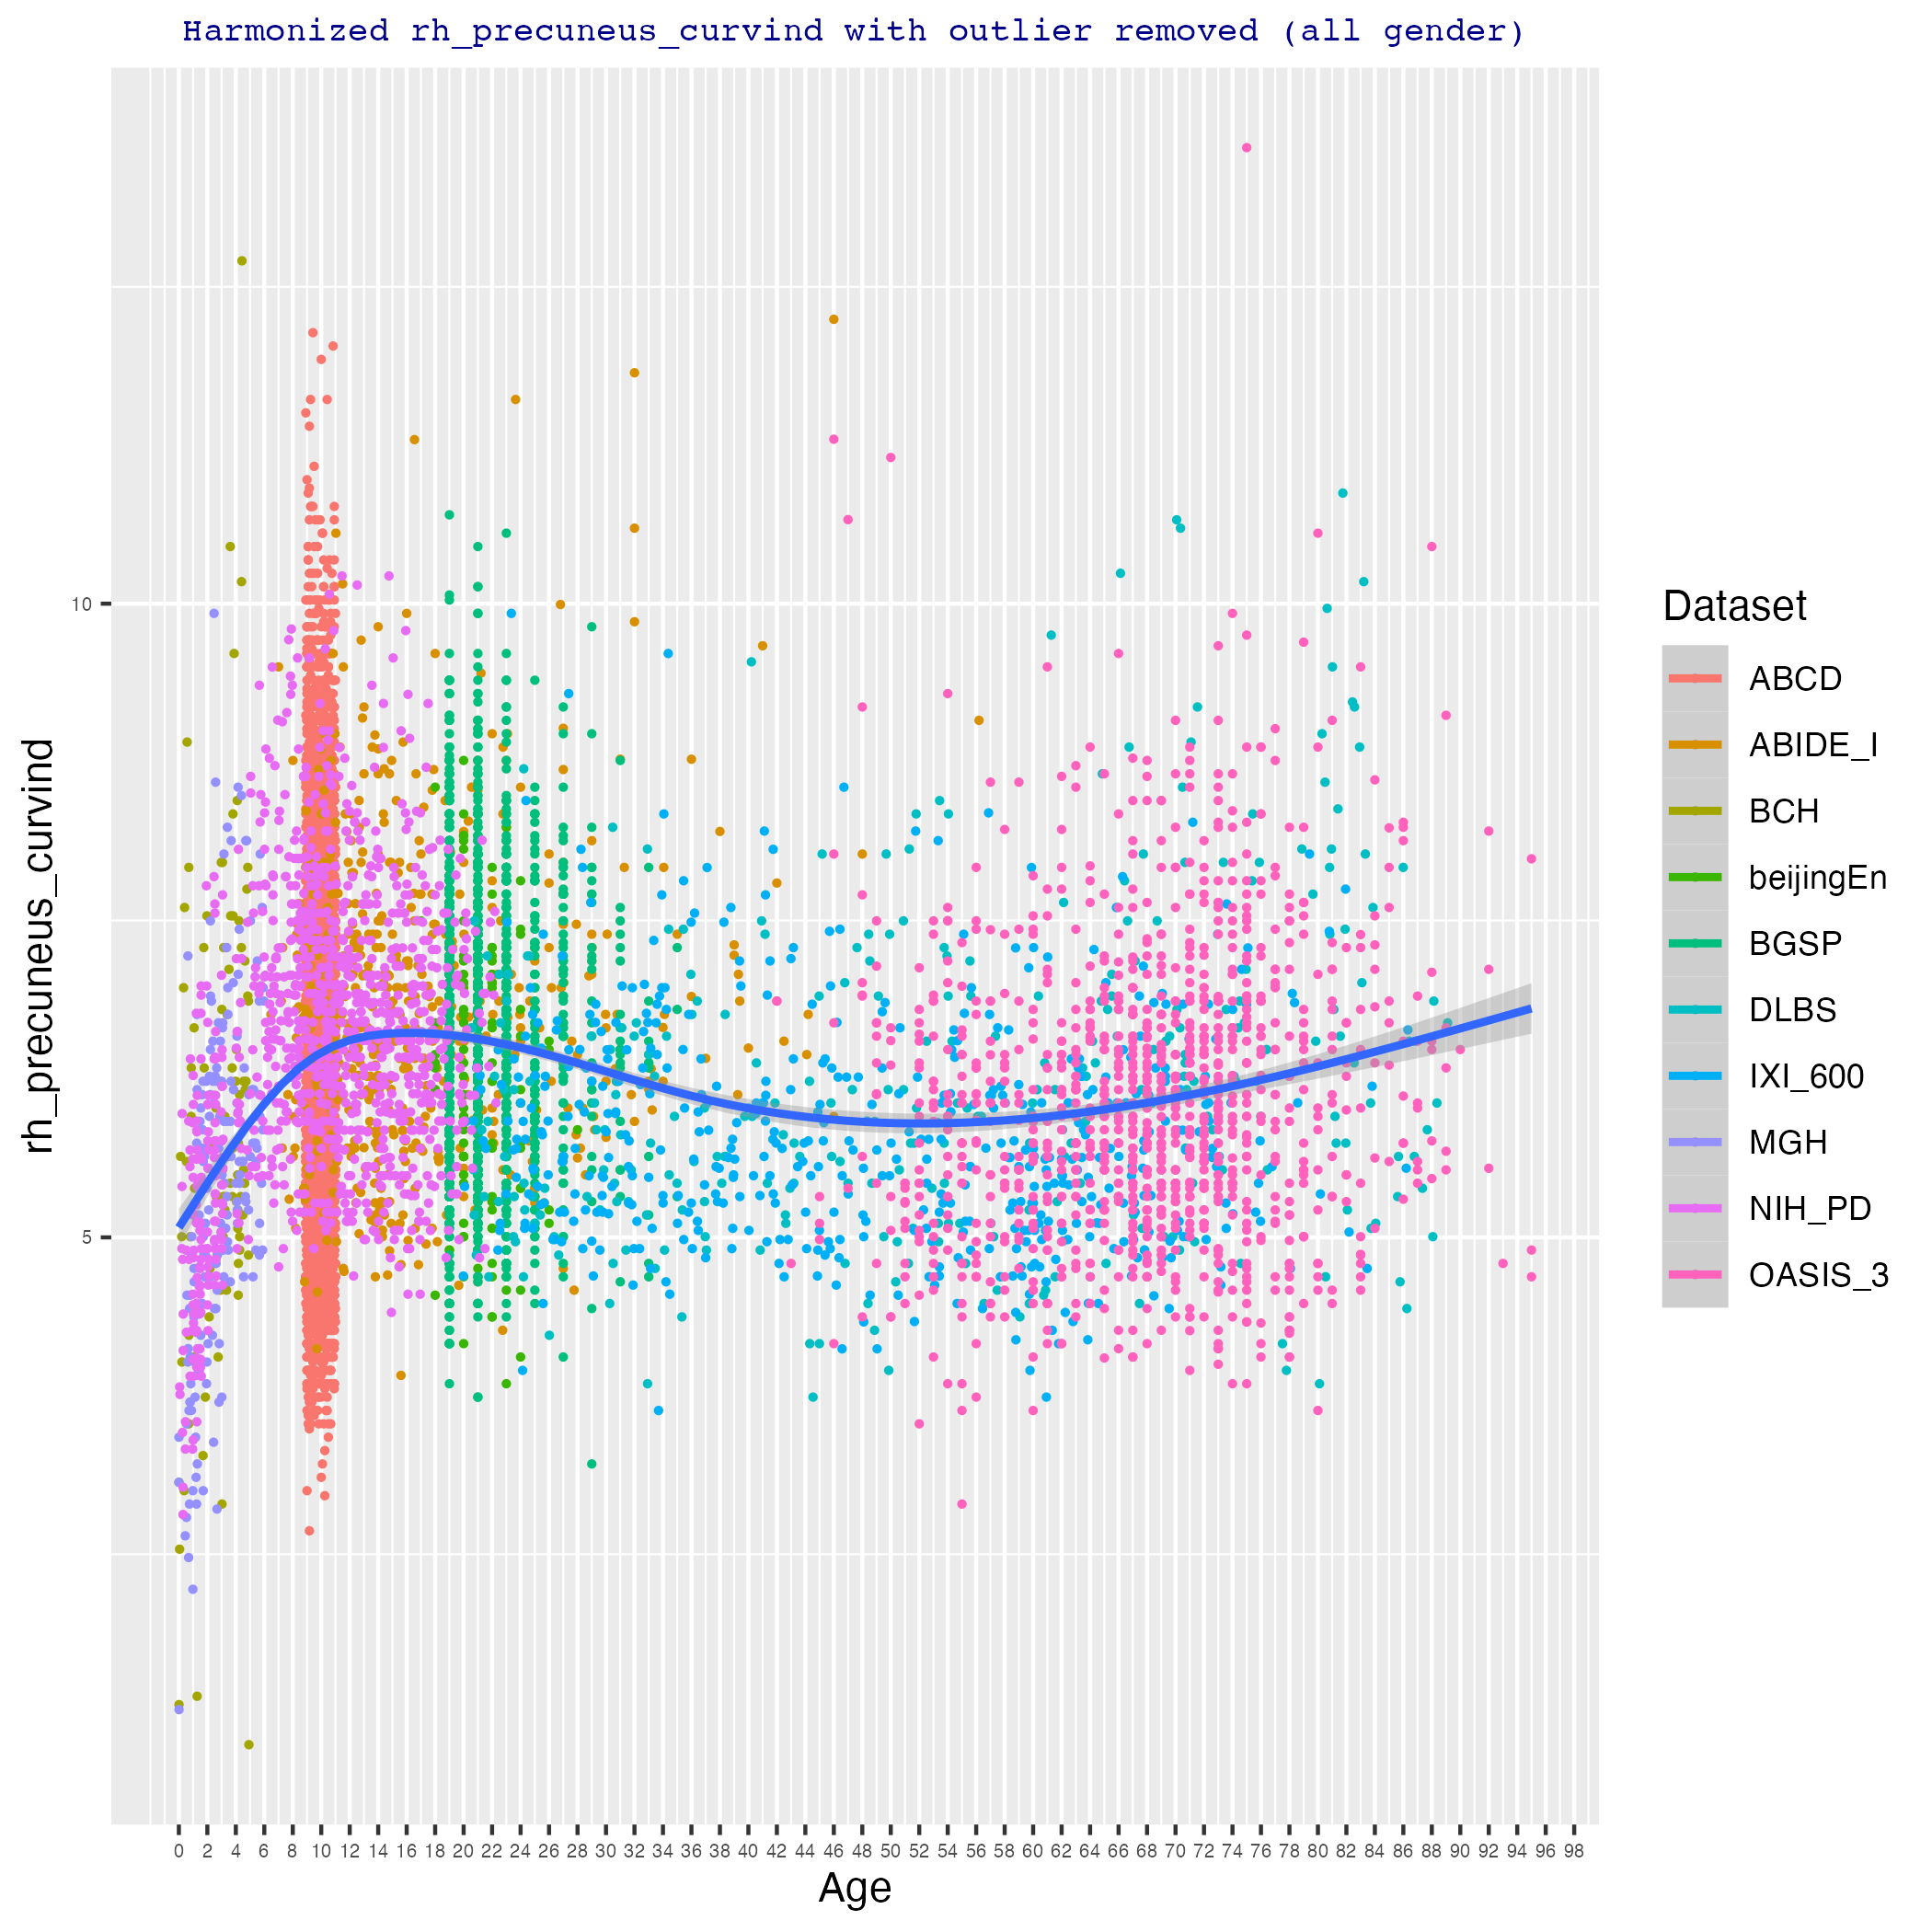 Harmonized rh_precuneus_curvind with outlier removed (all gender)
rh_precuneus_curvind
10
5
0 2 4 6 8 10 12 14 16 18 20 22 24 26 28 30 32 34 36 38 40 42 44 46 48 50 52 54 56 58 60 62 64 66 68 70 72 74 76 78 80 82 84 86 88 90 92 94 96 98
Age
Dataset
ABCD
ABIDE_I
BCH
beijingEn
BGSP
DLBS
IXI_600
MGH
NIH_PD
OASIS_3